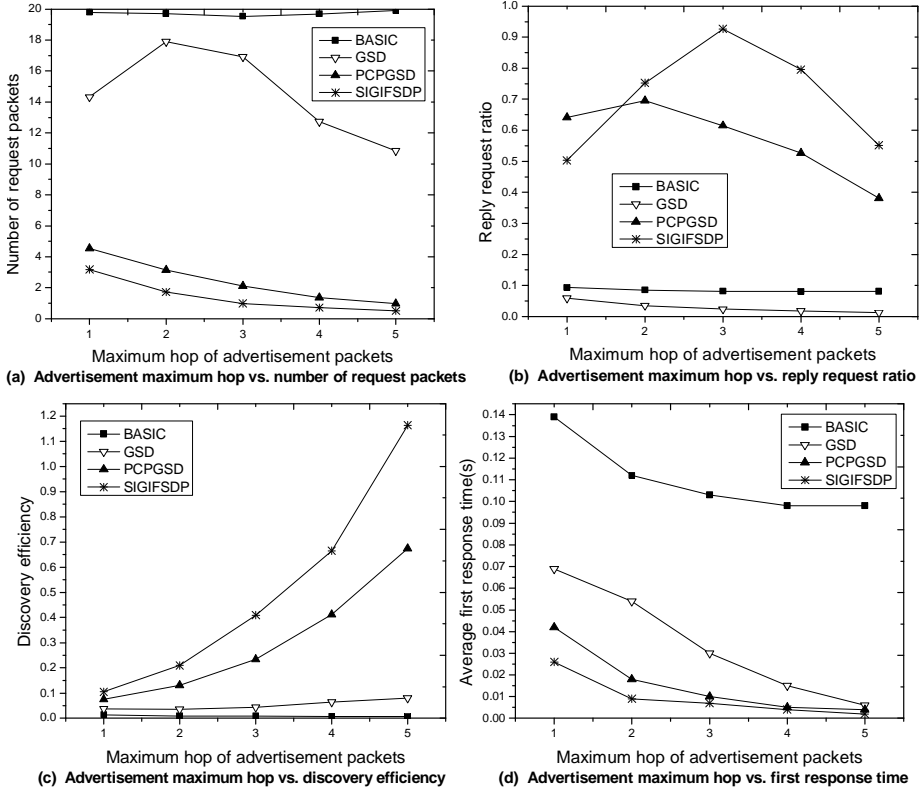 20
18
16
14
12
10
8
6
4
2
0
Number of request packets
BASIC
GSD
PCPGSD
SIGIFSDP
1 2 3 4 5
Maximum hop of advertisement packets
(a) Advertisement maximum hop vs. number of request packets
1.0
0.9
0.8
0.7
0.6
0.5
0.4
0.3
0.2
0.1
0.0
Reply request ratio
BASIC
GSD
PCPGSD
SIGIFSDP
1 2 3 4 5
Maximum hop of advertisement packets
(b) Advertisement maximum hop vs. reply request ratio
1.2
1.1
1.0
0.9
0.8
0.7
0.6
0.5
0.4
0.3
0.2
0.1
0.0
Discovery efficiency
BASIC
GSD
PCPGSD
SIGIFSDP
1 2 3 4 5
Maximum hop of advertisement packets
(c) Advertisement maximum hop vs. discovery efficiency
0.14
0.13
0.12
0.11
0.10
0.09
0.08
0.07
0.06
0.05
0.04
0.03
0.02
0.01
0.00
Average first response time(s)
BASIC
GSD
PCPGSD
SIGIFSDP
1 2 3 4 5
Maximum hop of advertisement packets
(d) Advertisement maximum hop vs. first response time